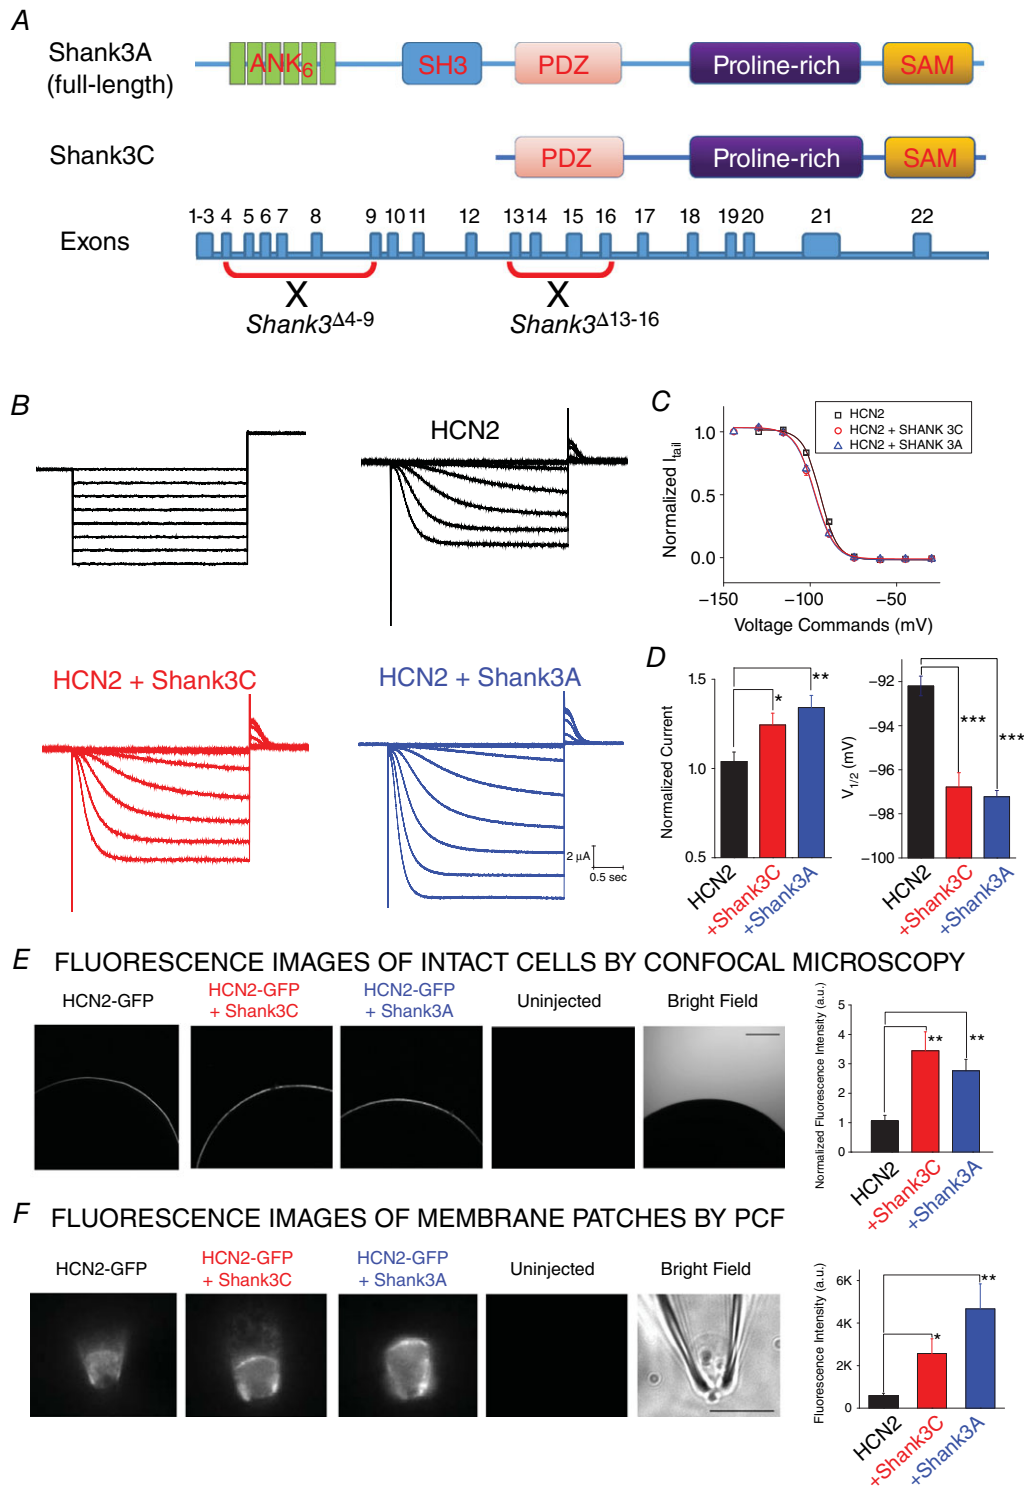 A
Shank3A
(full-length)
ANK6
SH3
PDZ
Proline-rich
SAM
Shank3C
PDZ
Proline-rich
SAM
Exons
1-3 4 5 6 7 8 9 10 11 12 13 14 15 16 17 18 19 20 21 22
X
Shank3Δ4-9
X
Shank3Δ13-16
B
HCN2
HCN2 + Shank3C
HCN2 + Shank3A
2 μA
0.5 sec
C
HCN2
HCN2 + SHANK 3C
HCN2 + SHANK 3A
Normalized Itail
1.0
0.5
0.0
−150
−100
−50
Voltage Commands (mV)
D
Normalized Current
1.5
1.0
0.5
*
**
HCN2
+Shank3C
+Shank3A
V1/2 (mV)
−92
−94
−96
−98
−100
***
***
HCN2
+Shank3C
+Shank3A
E FLUORESCENCE IMAGES OF INTACT CELLS BY CONFOCAL MICROSCOPY
HCN2-GFP
HCN2-GFP
+ Shank3C
HCN2-GFP
+ Shank3A
Uninjected
Bright Field
Normalized Fluorescence Intensity (a.u.)
5
4
3
2
1
0
**
**
HCN2
+Shank3C
+Shank3A
F FLUORESCENCE IMAGES OF MEMBRANE PATCHES BY PCF
HCN2-GFP
HCN2-GFP
+ Shank3C
HCN2-GFP
+ Shank3A
Uninjected
Bright Field
Fluorescence Intensity (a.u.)
6K
4K
2K
0
*
**
HCN2
+Shank3C
+Shank3A